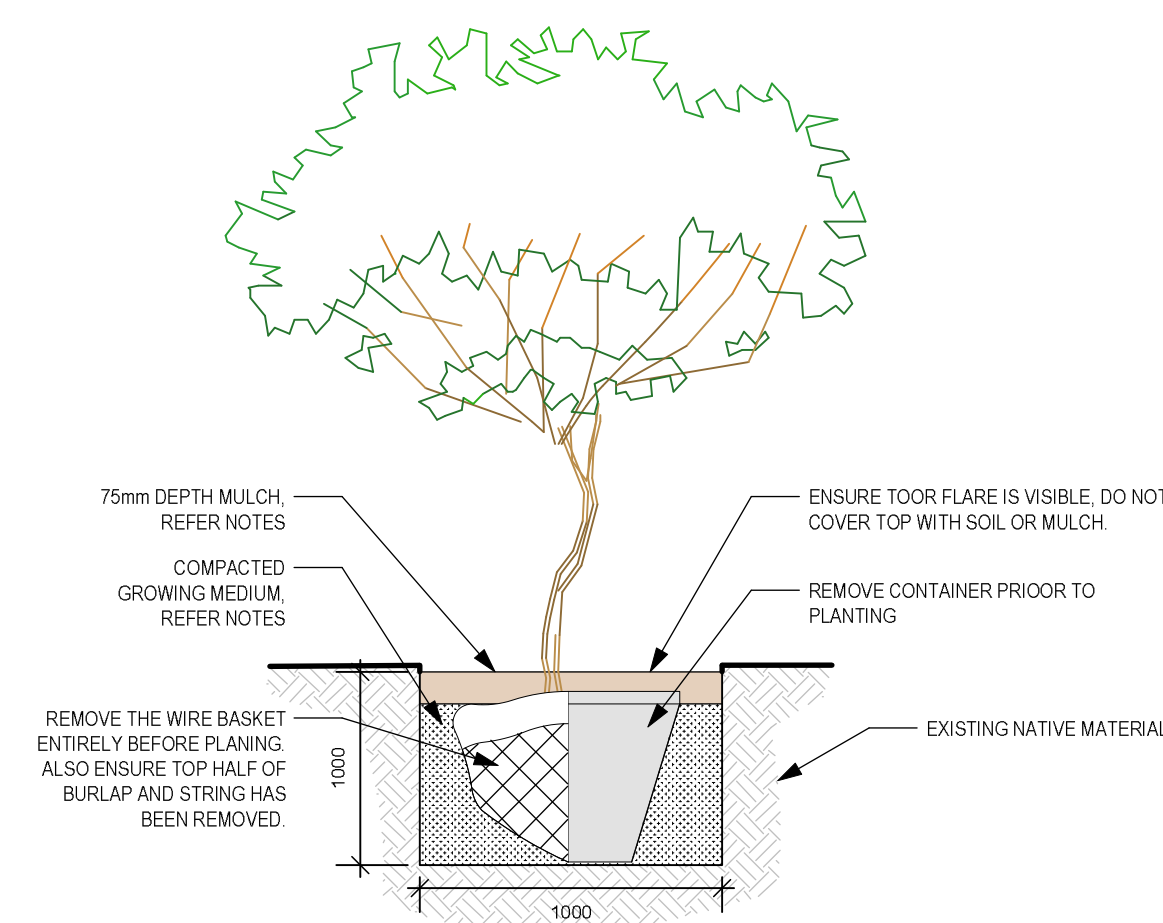 75mm DEPTH MULCH,
REFER NOTES
COMPACTED
GROWING MEDIUM,
REFER NOTES
REMOVE THE WIRE BASKET
ENTIRELY BEFORE PLANING.
ALSO ENSURE TOP HALF OF
BURLAP AND STRING HAS
BEEN REMOVED.
ENSURE TOOR FLARE IS VISIBLE, DO NOT
COVER TOP WITH SOIL OR MULCH.
REMOVE CONTAINER PRIOOR TO
PLANTING
EXISTING NATIVE MATERIAL
1000
1000